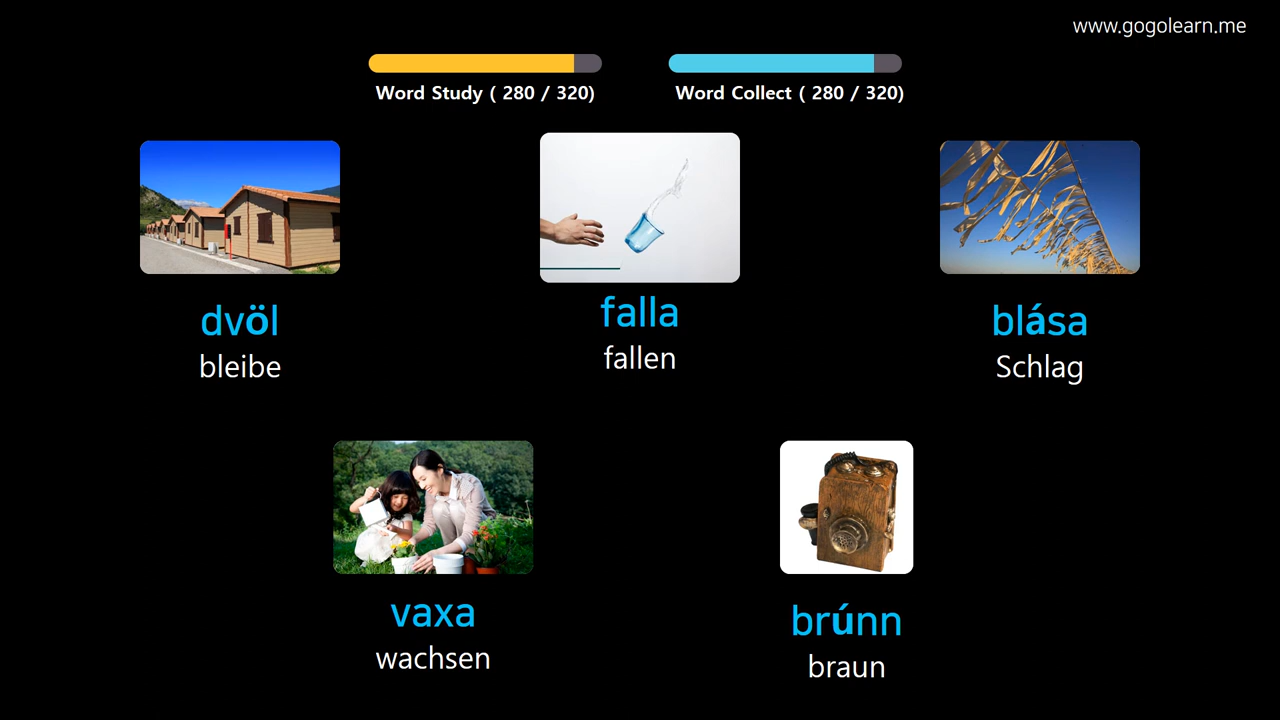 www.gogolearn.me
Word Study ( 280 / 320)
Word Collect ( 280 / 320)
dvöl
bleibe
falla
fallen
blása
Schlag
vaxa
wachsen
brúnn
braun